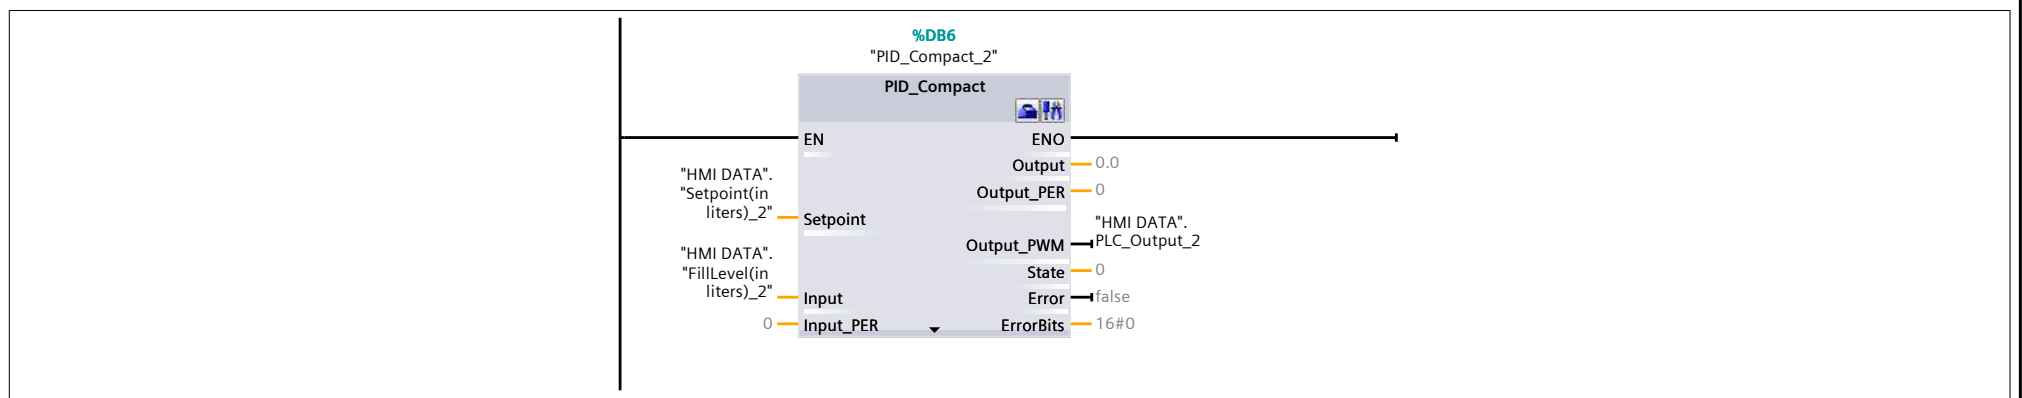 %DB6
"PID_Compact_2"
PID_Compact
EN
ENO
Output
0.0
Output_PER
0
"HMI DATA".
"Setpoint(in
liters)_2"
Setpoint
"HMI DATA".
PLC_Output_2
Output_PWM
"HMI DATA".
"FillLevel(in
liters)_2"
State
0
Input
Error
false
0
Input_PER
ErrorBits
16#0